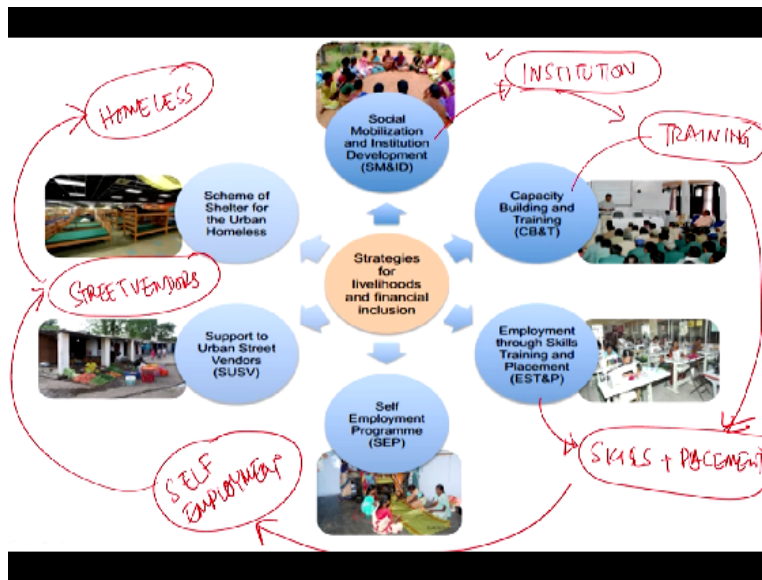 HOMELESS
INSTITUTION
TRAINING
Social
Mobilization
and Institution
Development
(SM&ID)
Scheme of
Shelter for
the Urban
Homeless
Capacity
Building and
Training
(CB&T)
Strategies
for
livelihoods
and financial
inclusion
STREET VENDORS
Support to
Urban Street
Vendors
(SUSV)
Employment
through Skills
Training and
Placement
(EST&P)
Self
Employment
Programme
(SEP)
SELF
EMPLOYMENT
SKILLS + PLACEMENT